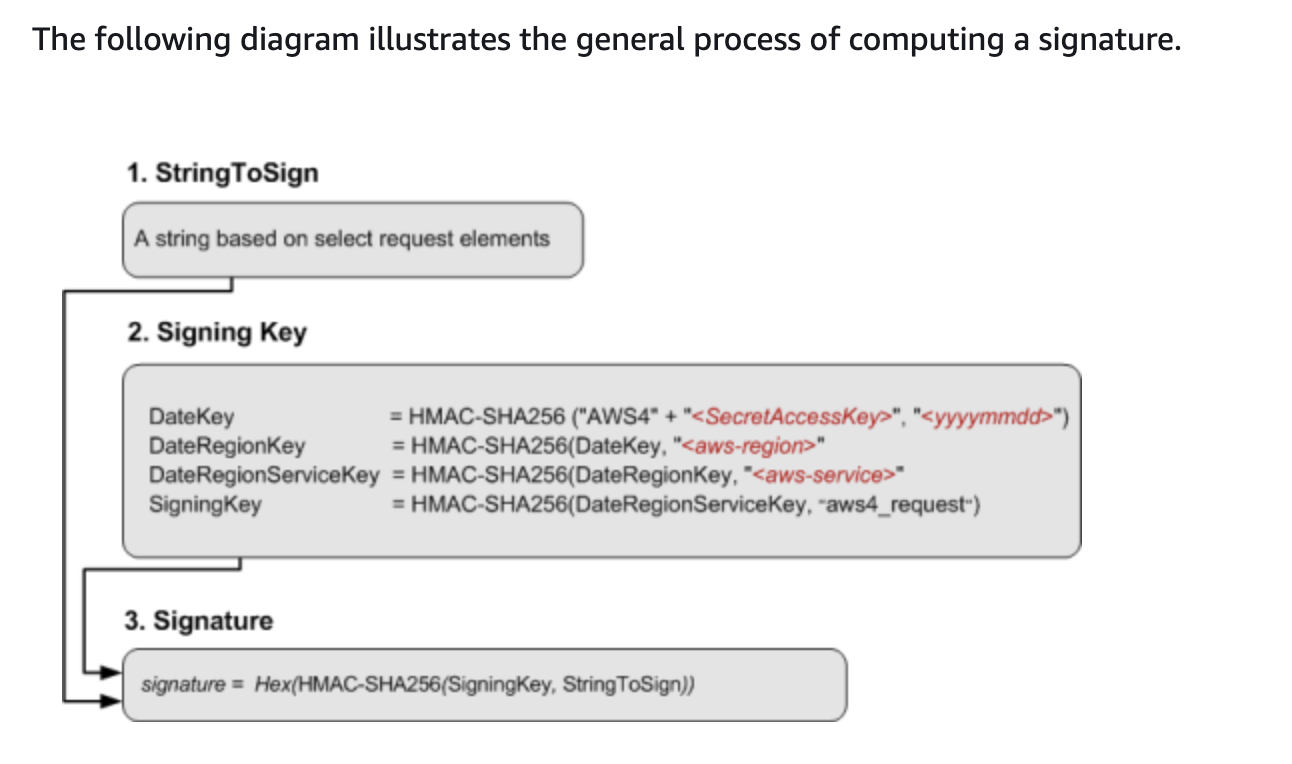 The following diagram illustrates the general process of computing a signature.
1. StringToSign
A string based on select request elements
2. Signing Key
DateKey = HMAC-SHA256 ("AWS4" + "<SecretAccessKey>", "<yyyymmdd>")
DateRegionKey = HMAC-SHA256(DateKey, "<aws-region>"
DateRegionServiceKey = HMAC-SHA256(DateRegionKey, "<aws-service>"
SigningKey = HMAC-SHA256(DateRegionServiceKey, "aws4_request")
3. Signature
signature = Hex(HMAC-SHA256(SigningKey, StringToSign))